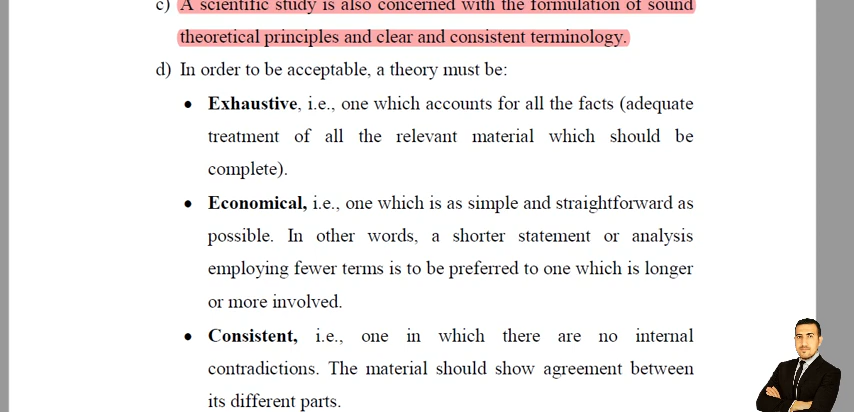 c) A scientific study is also concerned with the formulation of sound
theoretical principles and clear and consistent terminology.
d) In order to be acceptable, a theory must be:
• Exhaustive, i.e., one which accounts for all the facts (adequate
treatment of all the relevant material which should be
complete).
• Economical, i.e., one which is as simple and straightforward as
possible. In other words, a shorter statement or analysis
employing fewer terms is to be preferred to one which is longer
or more involved.
• Consistent, i.e., one in which there are no internal
contradictions. The material should show agreement between
its different parts.